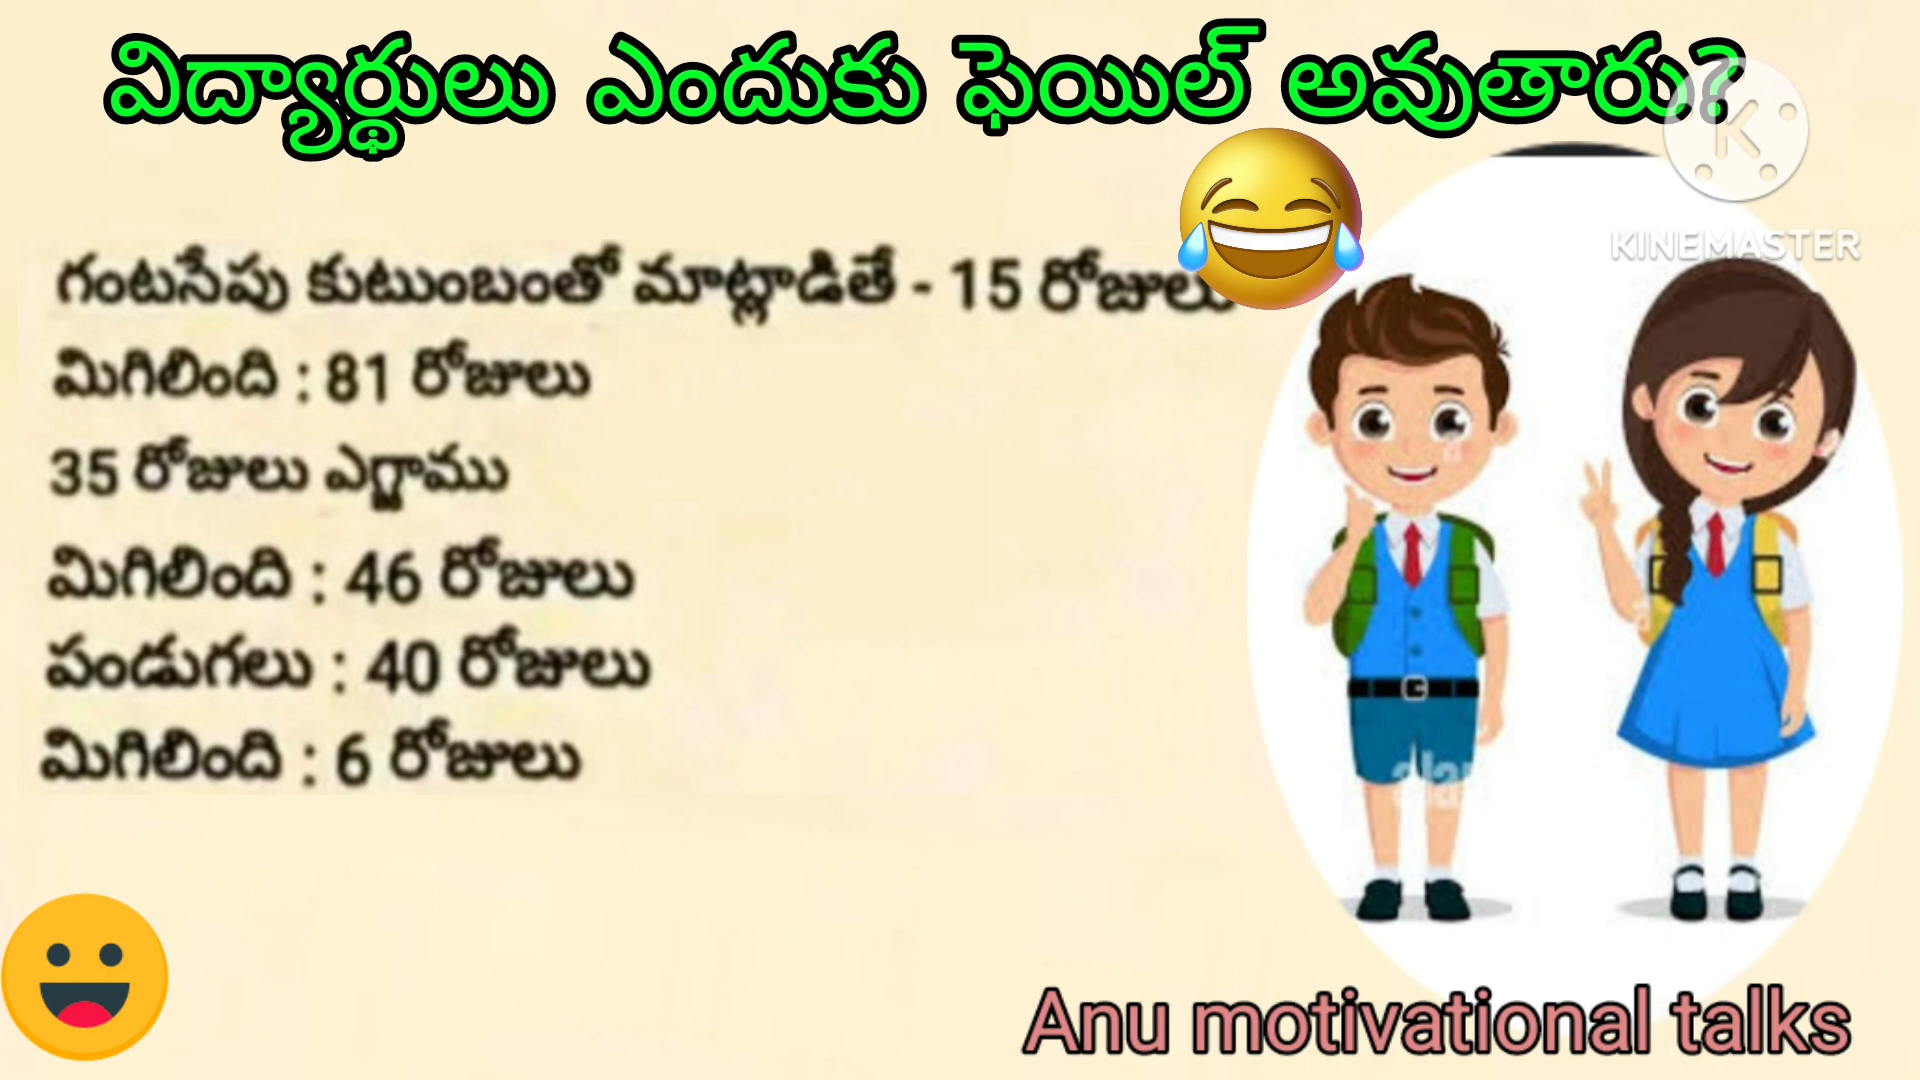 విద్యార్థులు ఎందుకు ఫెయిల్ అవుతారు?
KINEMASTER
గంటసేపు కుటుంబంతో మాట్లాడితే - 15 రోజులు
మిగిలింది : 81 రోజులు
35 రోజులు ఎగ్జాము
మిగిలింది : 46 రోజులు
పండుగలు : 40 రోజులు
మిగిలింది : 6 రోజులు
Anu motivational talks